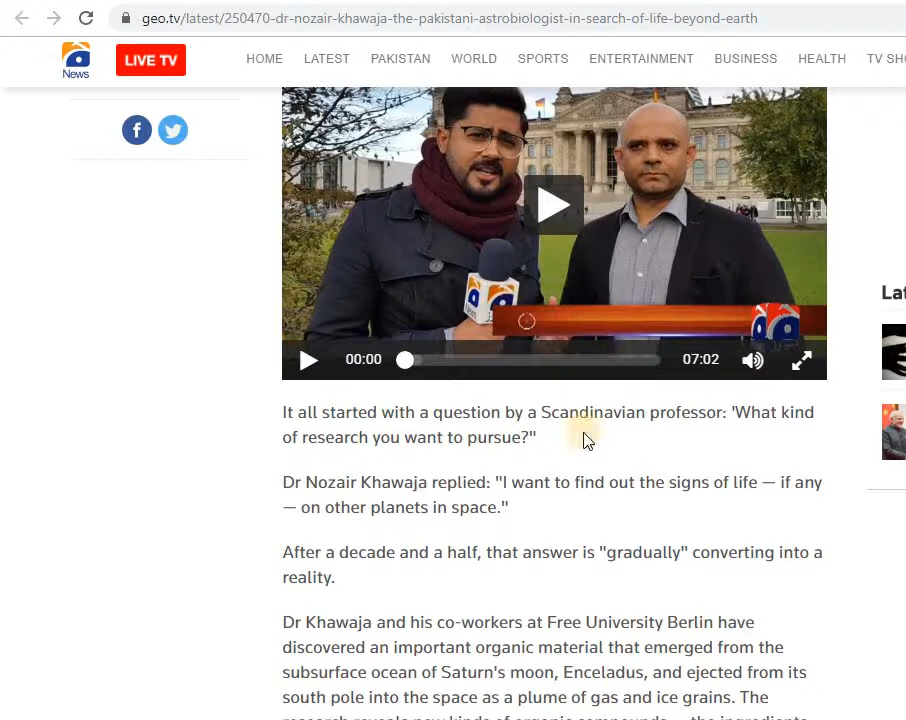 geo.tv/latest/250470-dr-nozair-khawaja-the-pakistani-astrobiologist-in-search-of-life-beyond-earth
News
LIVE TV
HOME LATEST PAKISTAN WORLD SPORTS ENTERTAINMENT BUSINESS HEALTH TV SHO
00:00 07:02
Lat
It all started with a question by a Scandinavian professor: 'What kind
of research you want to pursue?"
Dr Nozair Khawaja replied: "I want to find out the signs of life — if any
— on other planets in space."
After a decade and a half, that answer is "gradually" converting into a
reality.
Dr Khawaja and his co-workers at Free University Berlin have
discovered an important organic material that emerged from the
subsurface ocean of Saturn's moon, Enceladus, and ejected from its
south pole into the space as a plume of gas and ice grains. The
research reveals new kinds of organic compounds — the ingredients